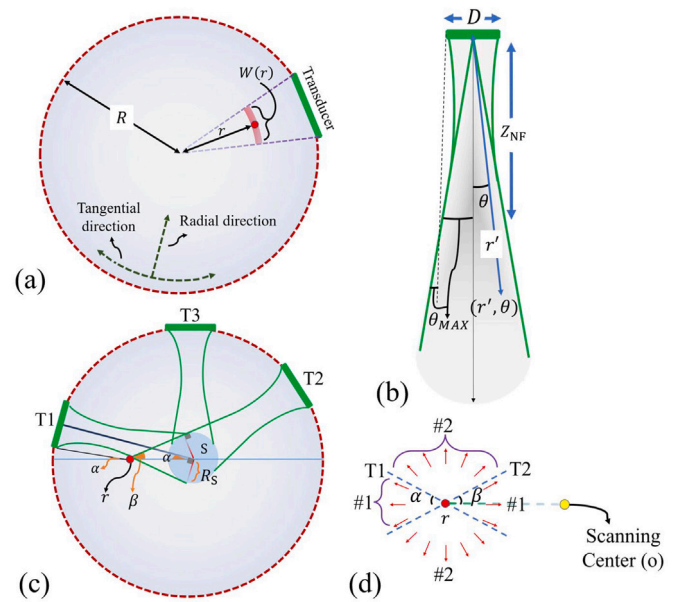 W(r)
Transducer
R
r
Tangential
direction
Radial direction
(a)
D
Z_NF
θ
r′
(r′, θ)
θ_MAX
(b)
T3
T2
T1
S
α
α
R_S
r
β
(c)
#2
T1
T2
#1
α
β
#1
r
#2
Scanning
Center (o)
(d)